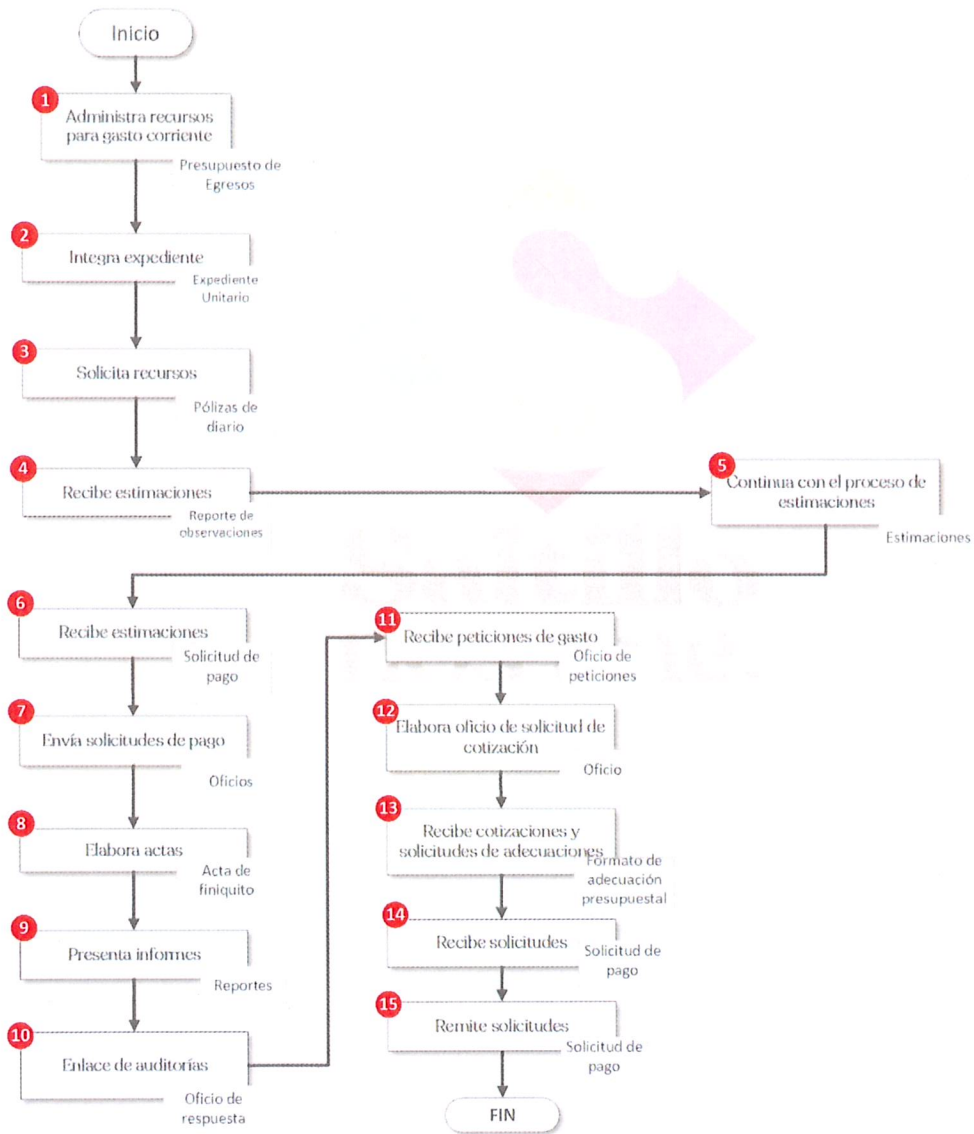 Inicio
1
Administra recursos
para gasto corriente
Presupuesto de
Egresos
2
Integra expediente
Expediente
Unitario
3
Solicita recursos
Pólizas de
diario
4
Recibe estimaciones
Reporte de
observaciones
5
Continua con el proceso de
estimaciones
Estimaciones
6
Recibe estimaciones
Solicitud de
pago
7
Envía solicitudes de pago
Oficios
8
Elabora actas
Acta de
finiquito
9
Presenta informes
Reportes
10
Enlace de auditorías
Oficio de
respuesta
11
Recibe peticiones de gasto
Oficio de
peticiones
12
Elabora oficio de solicitud de
cotización
Oficio
13
Recibe cotizaciones y
solicitudes de adecuaciones
Formato de
adecuación
presupuestal
14
Recibe solicitudes
Solicitud de
pago
15
Remite solicitudes
Solicitud de
pago
FIN